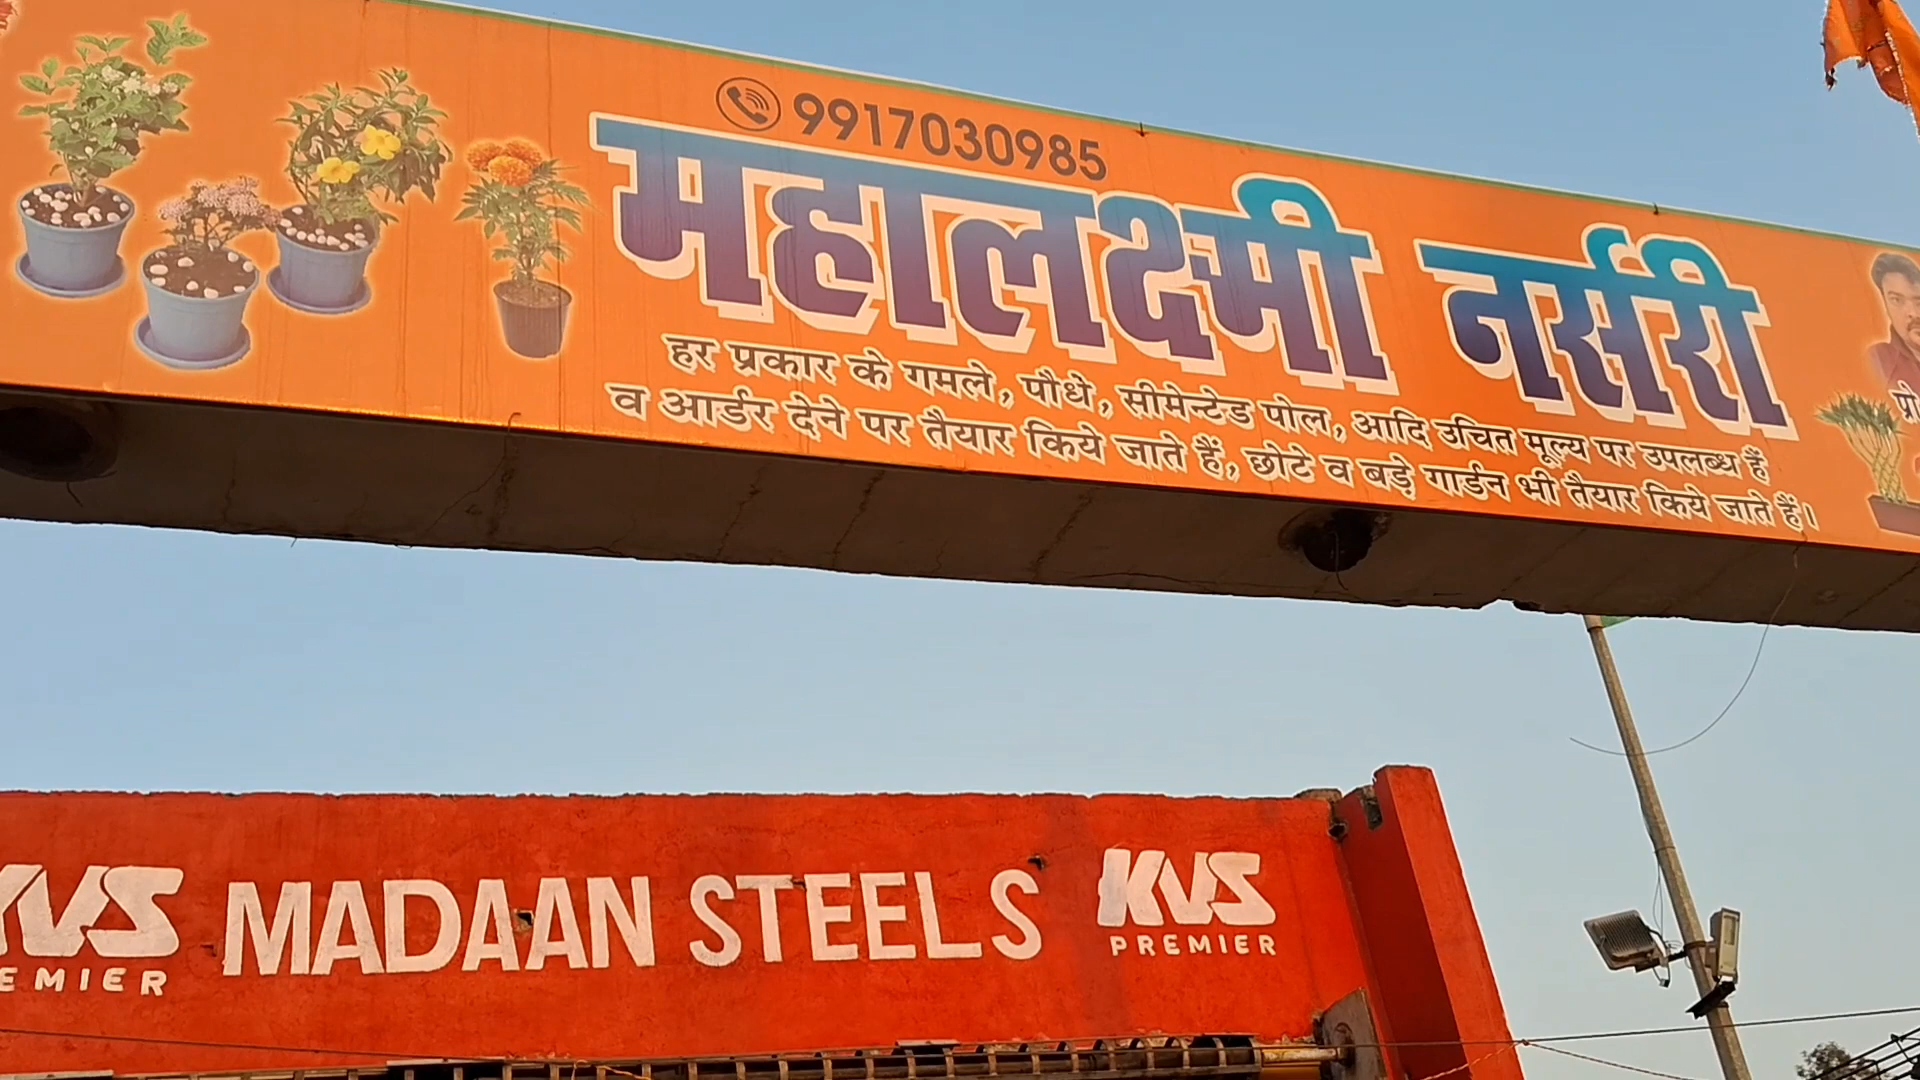 9917030985
महालक्ष्मी नर्सरी
हर प्रकार के गमले, पौधे, सीमेन्टेड पोल, आदि उचित मूल्य पर उपलब्ध हैं
व आर्डर देने पर तैयार किये जाते हैं, छोटे व बड़े गार्डन भी तैयार किये जाते हैं।
प्रो
KVS
EMIER
MADAAN STEELS
KVS
PREMIER